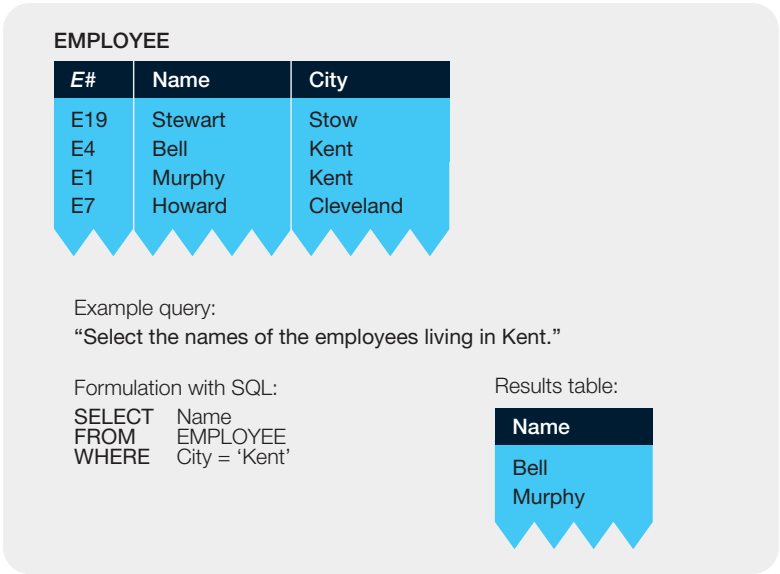 EMPLOYEE
E# Name City
E19 Stewart Stow
E4 Bell Kent
E1 Murphy Kent
E7 Howard Cleveland
Example query:
“Select the names of the employees living in Kent.”
Formulation with SQL:
SELECT Name
FROM EMPLOYEE
WHERE City = ‘Kent’
Results table:
Name
Bell
Murphy